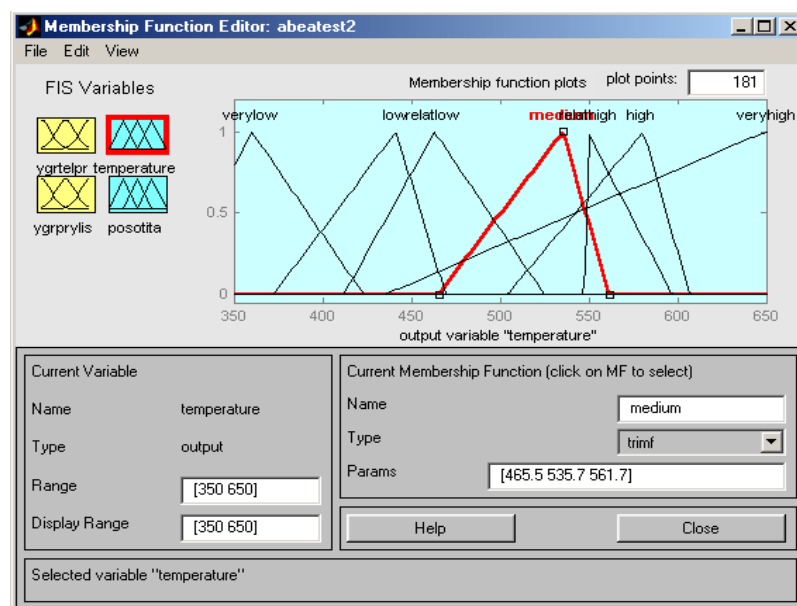 Membership Function Editor: abeatest2
File Edit View
FIS Variables
Membership function plots plot points: 181
ygrtelpr temperature
ygrprylis posotita
verylow low relatlow medium high veryhigh
1
0.5
0
350 400 450 500 550 600 650
output variable "temperature"
Current Variable
Name temperature
Type output
Range [350 650]
Display Range [350 650]
Current Membership Function (click on MF to select)
Name medium
Type trimf
Params [465.5 535.7 561.7]
Help Close
Selected variable "temperature"